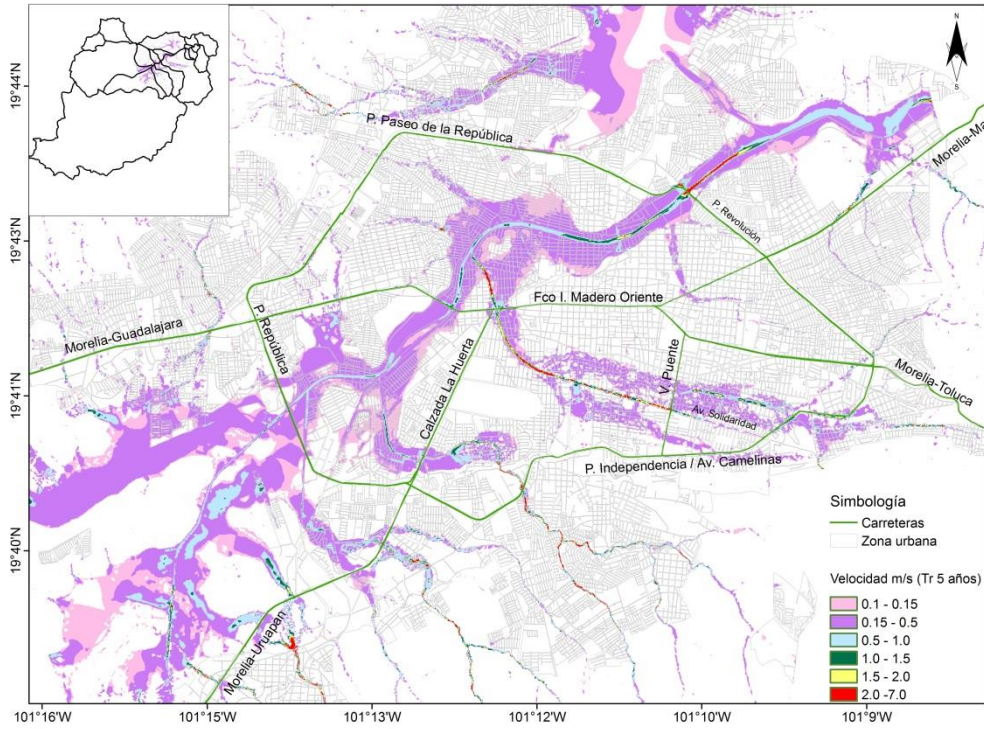 N
S
19°44'N
19°43'N
19°41'N
19°40'N
P. Paseo de la República
Morelia-Ma
P. Revolución
Fco I. Madero Oriente
Morelia-Guadalajara
P. República
Calzada La Huerta
V. Puente
Av. Solidaridad
Morelia-Toluca
P. Independencia / Av. Camelinas
Morelia-Uruapan
Simbología
Carreteras
Zona urbana
Velocidad m/s (Tr 5 años)
0.1 - 0.15
0.15 - 0.5
0.5 - 1.0
1.0 - 1.5
1.5 - 2.0
2.0 -7.0
101°16'W
101°15'W
101°13'W
101°12'W
101°10'W
101°9'W